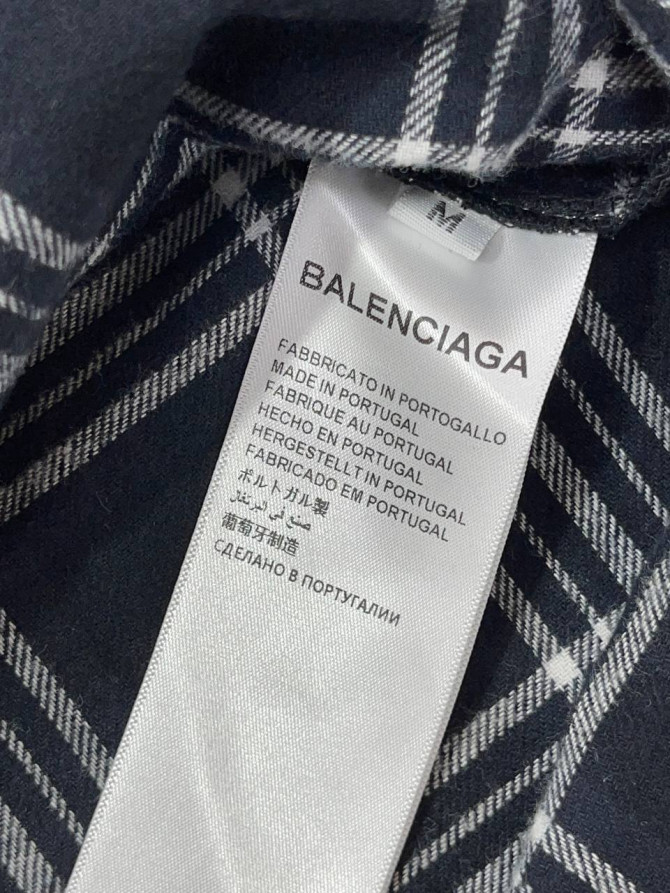 M
BALENCIAGA
FABBRICATO IN PORTOGALLO
MADE IN PORTUGAL
FABRIQUE AU PORTUGAL
HECHO EN PORTUGAL
HERGESTELLT IN PORTUGAL
FABRICADO EM PORTUGAL
ポルトガル製
صنع في البرتغال
葡萄牙制造
СДЕЛАНО В ПОРТУГАЛИИ